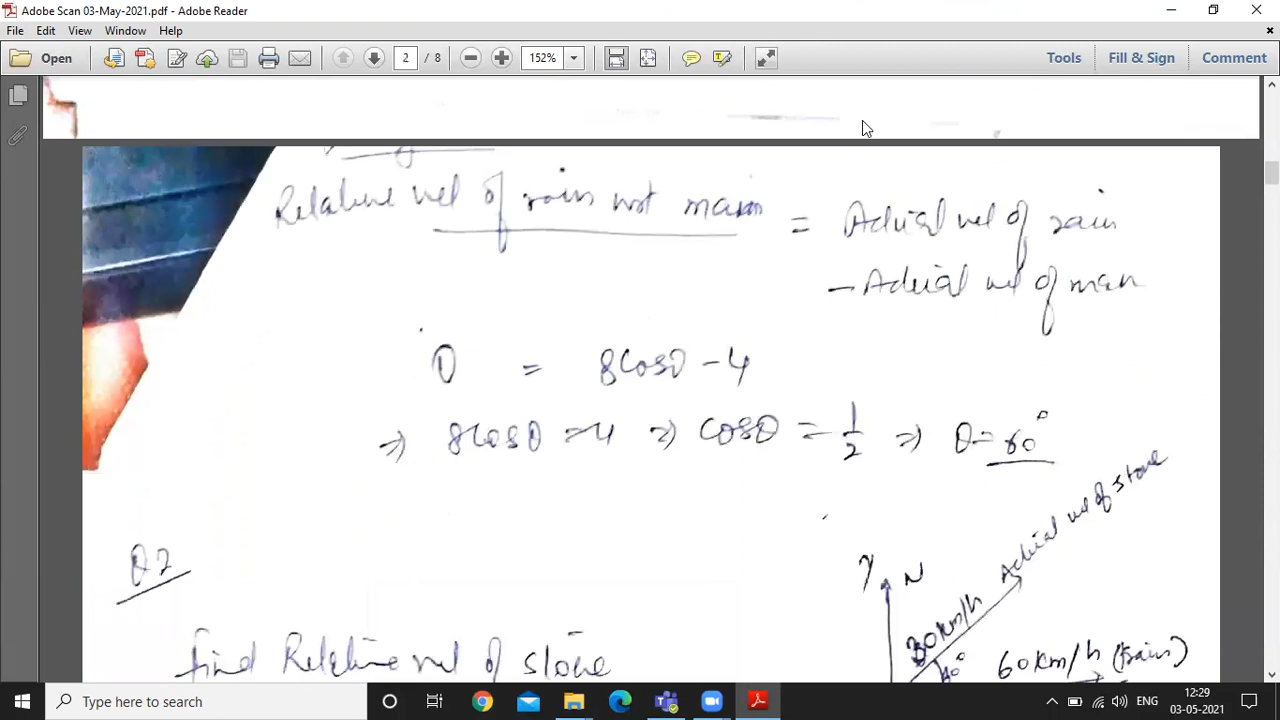 Adobe Scan 03-May-2021.pdf - Adobe Reader
File Edit View Window Help
Open 2 / 8 152% Tools Fill & Sign Comment
Relative vel of rain wrt man = Actual vel of rain
- Actual vel of man
0 = 8cosθ - 4
⇒ 8cosθ = 4 ⇒ cosθ = 1/2 ⇒ θ = 60°
Q2
Y N Actual vel of stone
30km/h
find Relative vel of stone 40° 60km/h (train)
Type here to search
ENG 12:29
03-05-2021